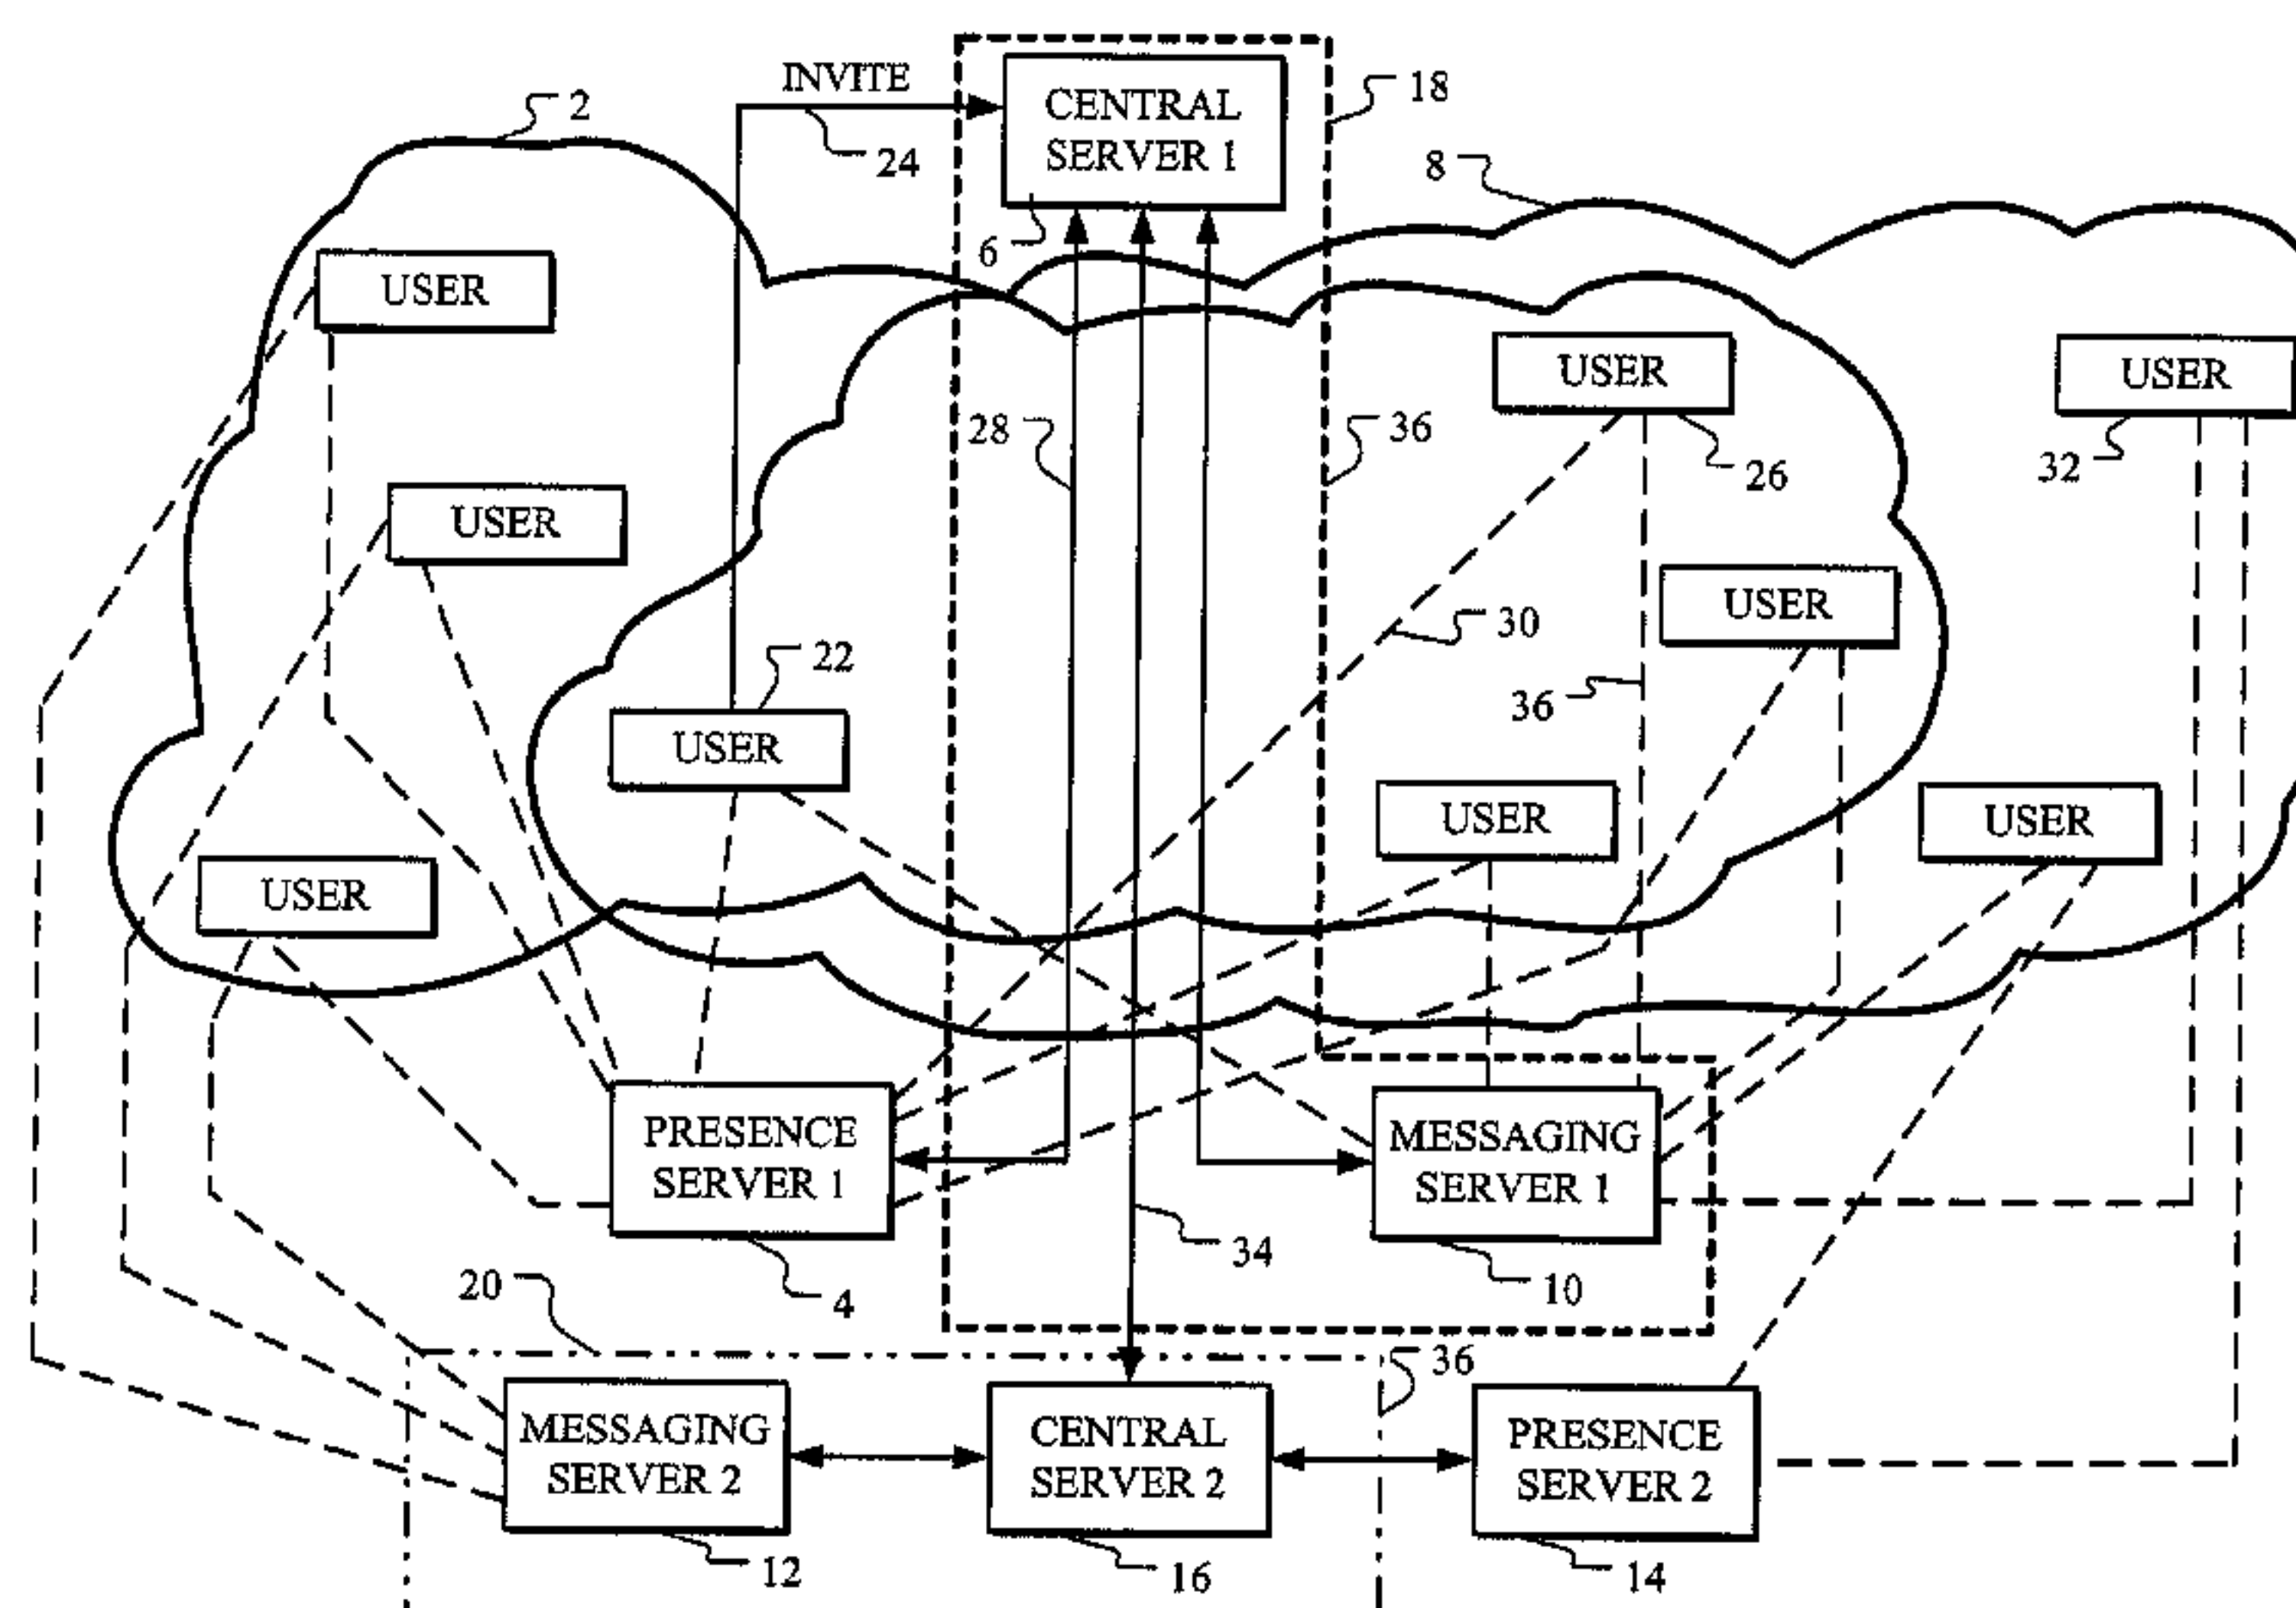 INVITE
CENTRAL
SERVER 1
18
2
24
8
6
USER
USER
USER
28
36
26
32
USER
USER
30
22
36
USER
USER
USER
USER
PRESENCE
SERVER 1
MESSAGING
SERVER 1
34
20
4
10
36
MESSAGING
SERVER 2
CENTRAL
SERVER 2
PRESENCE
SERVER 2
12
16
14